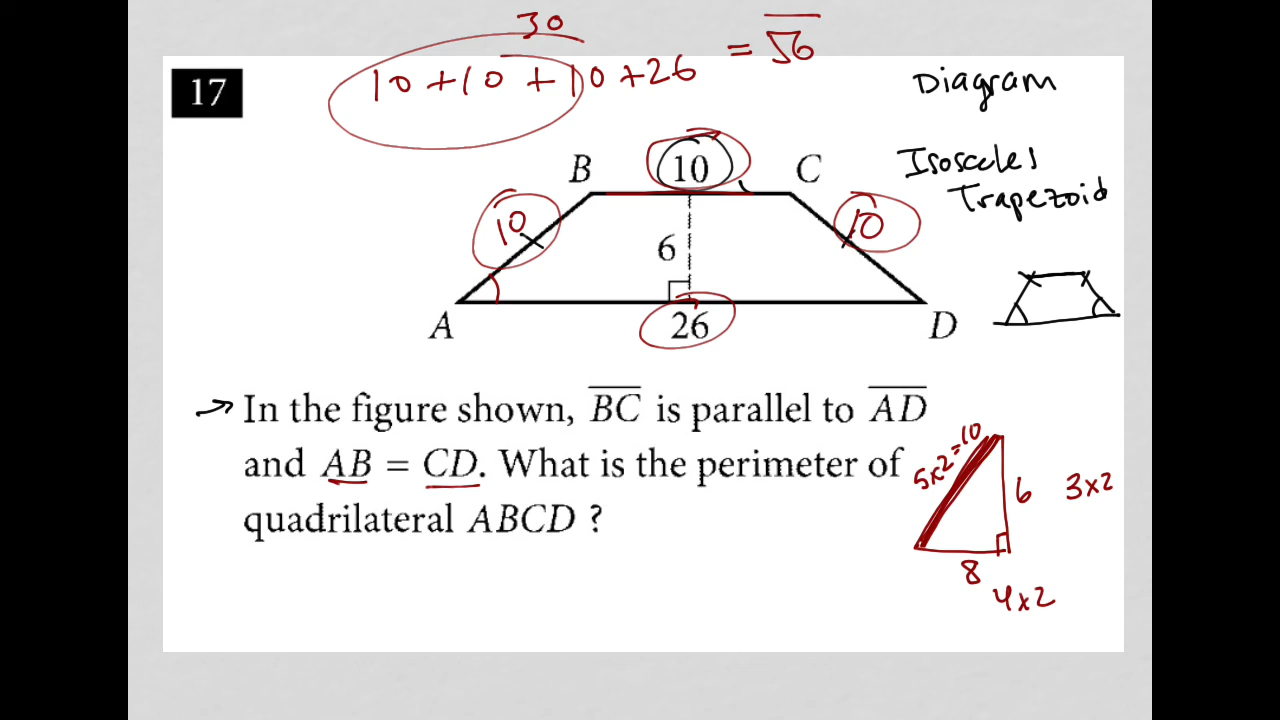 30
10 + 10 + 10 + 26 = 56
17
Diagram
Isosceles
Trapezoid
B 10 C
10 10
6
A 26 D
→ In the figure shown, BC is parallel to AD
and AB = CD. What is the perimeter of
quadrilateral ABCD ?
5x2=10
6 3x2
8
4x2